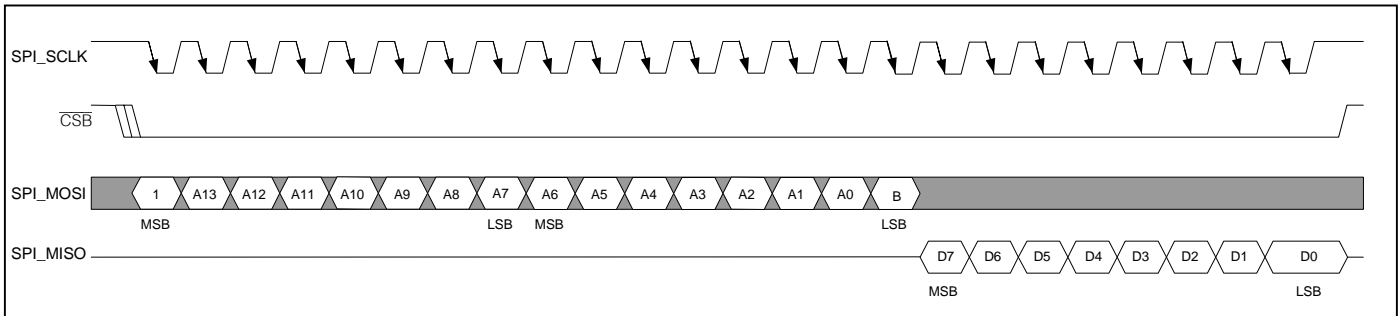 SPI_SCLK
CSB
SPI_MOSI 1 A13 A12 A11 A10 A9 A8 A7 A6 A5 A4 A3 A2 A1 A0 B
MSB LSB MSB LSB
SPI_MISO D7 D6 D5 D4 D3 D2 D1 D0
MSB LSB